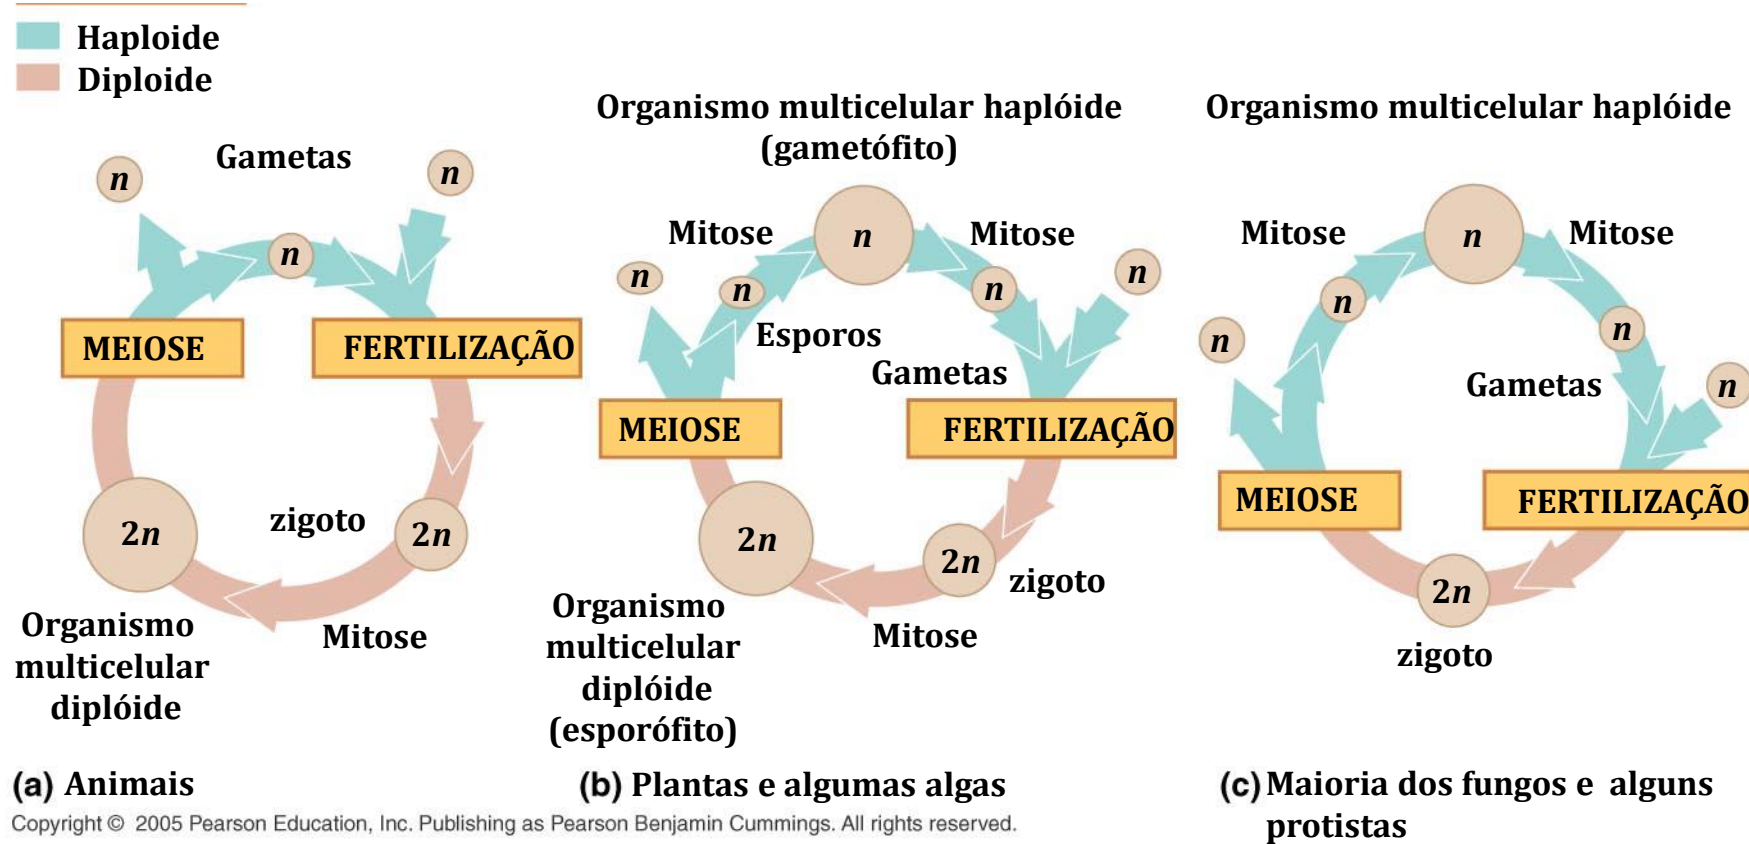 Haploide
Diploide
Gametas
n
n
n
MEIOSE
FERTILIZAÇÃO
2n
zigoto
2n
Organismo
multicelular
diplóide
Mitose
(a) Animais
Organismo multicelular haplóide
(gametófito)
Mitose
n
Mitose
n
n
n
n
Esporos
Gametas
MEIOSE
FERTILIZAÇÃO
2n
2n
zigoto
Organismo
multicelular
diplóide
(esporófito)
Mitose
(b) Plantas e algumas algas
Organismo multicelular haplóide
Mitose
n
Mitose
n
n
n
n
Gametas
MEIOSE
FERTILIZAÇÃO
2n
zigoto
(c) Maioria dos fungos e alguns
protistas
Copyright © 2005 Pearson Education, Inc. Publishing as Pearson Benjamin Cummings. All rights reserved.